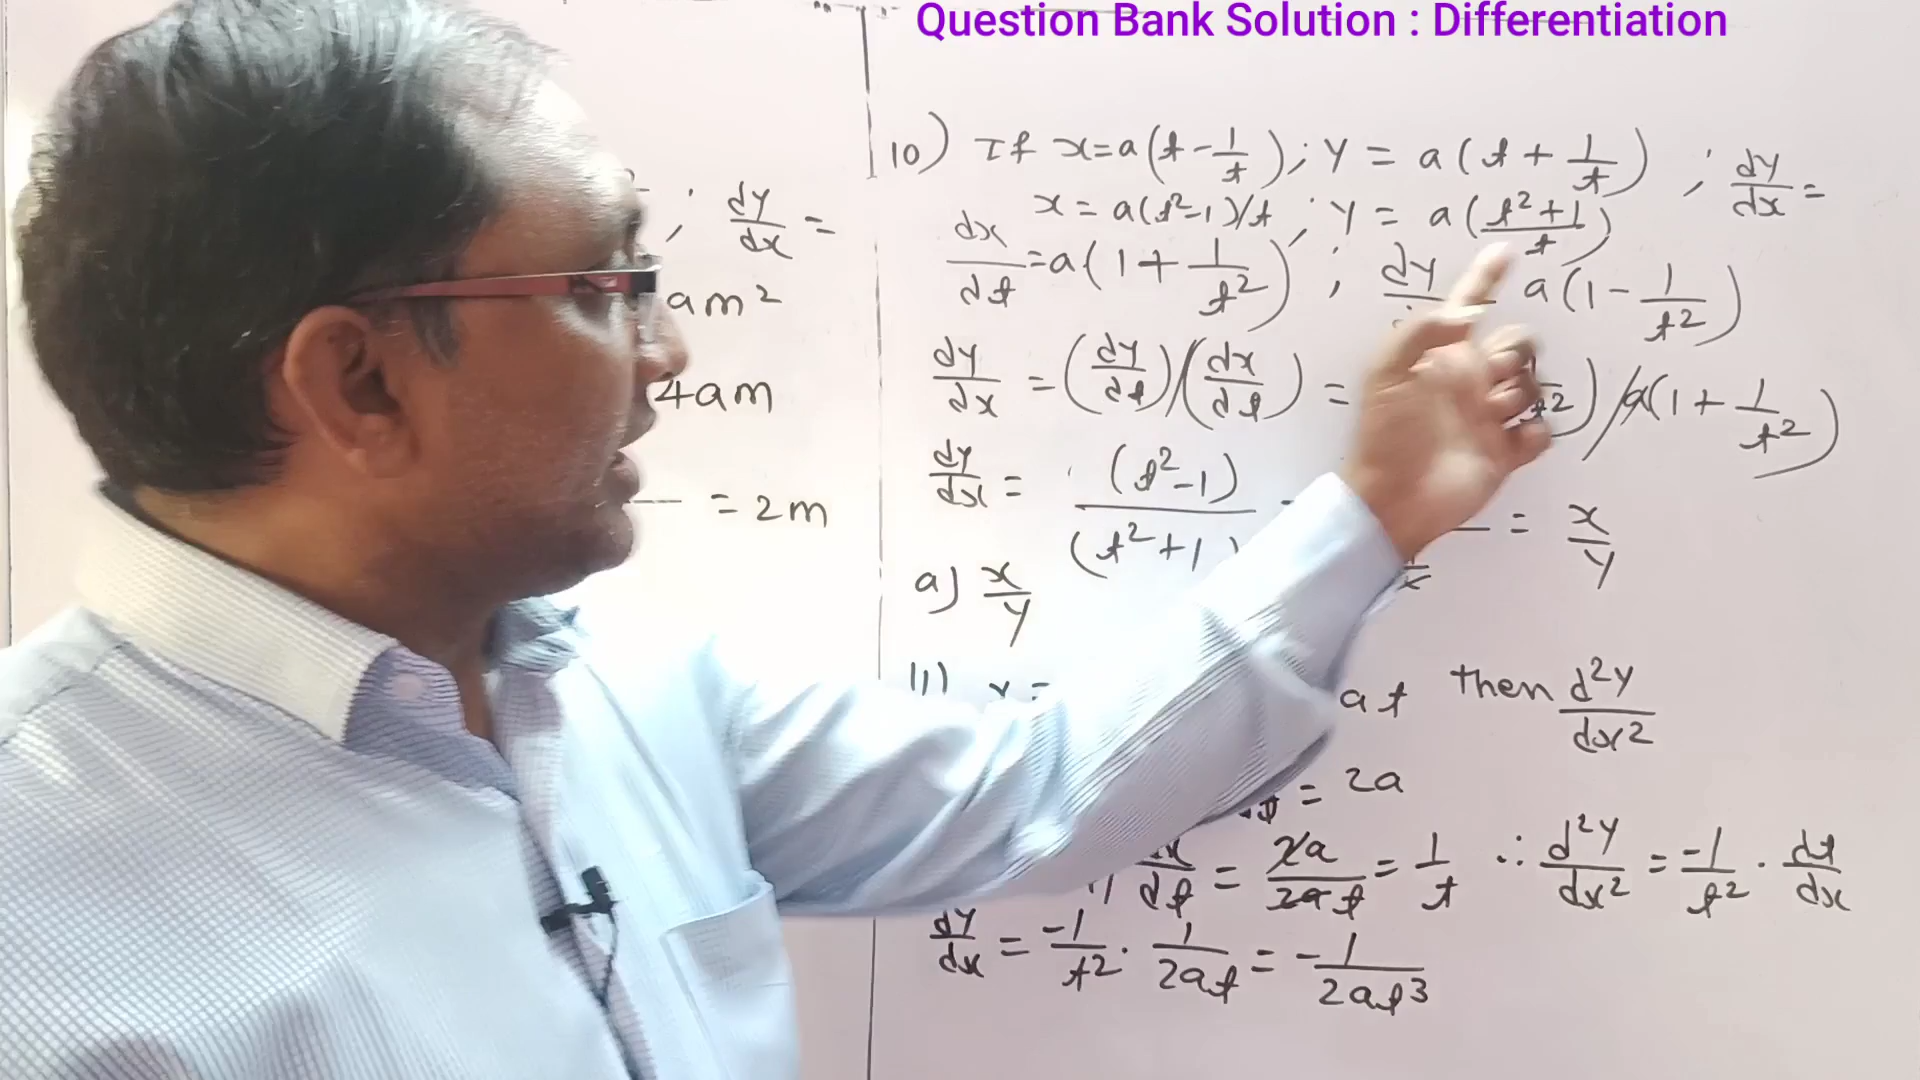 Question Bank Solution : Differentiation
; dy/dx =
am²
4am
= 2m
10) If x=a(t-1/t); y = a(t+1/t) ; dy/dx =
x = a(t²-1)/t ; y = a(t²+1/t)
dx/dt = a(1+1/t²) ; dy a(1-1/t²)
dy/dx = (dy/dt)/(dx/dt) = t²)/a(1+1/t²)
dy/dx = (t²-1)/(t²+1) = x/y
a) x/y
11) at then d²y/dx²
= 2a
dt = 2a/2at = 1/t ∴ d²y/dx² = -1/t² . dt/dx
dy/dx = -1/t² . 1/2at = -1/2at³